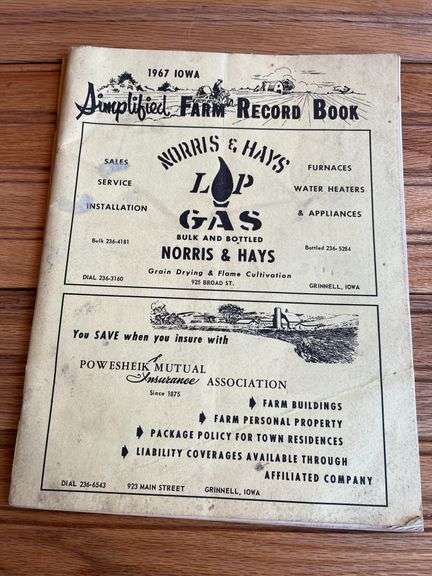 1967 IOWA
Simplified FARM RECORD BOOK
NORRIS & HAYS
SALES
SERVICE
INSTALLATION
L P
GAS
FURNACES
WATER HEATERS
& APPLIANCES
BULK AND BOTTLED
Bulk 236-4181
NORRIS & HAYS
Bottled 236-5284
Grain Drying & Flame Cultivation
DIAL 236-3160
925 BROAD ST.
GRINNELL, IOWA
You SAVE when you insure with
POWESHEIK MUTUAL Insurance ASSOCIATION
Since 1875
FARM BUILDINGS
FARM PERSONAL PROPERTY
PACKAGE POLICY FOR TOWN RESIDENCES
LIABILITY COVERAGES AVAILABLE THROUGH
AFFILIATED COMPANY
DIAL 236-6543 923 MAIN STREET GRINNELL, IOWA